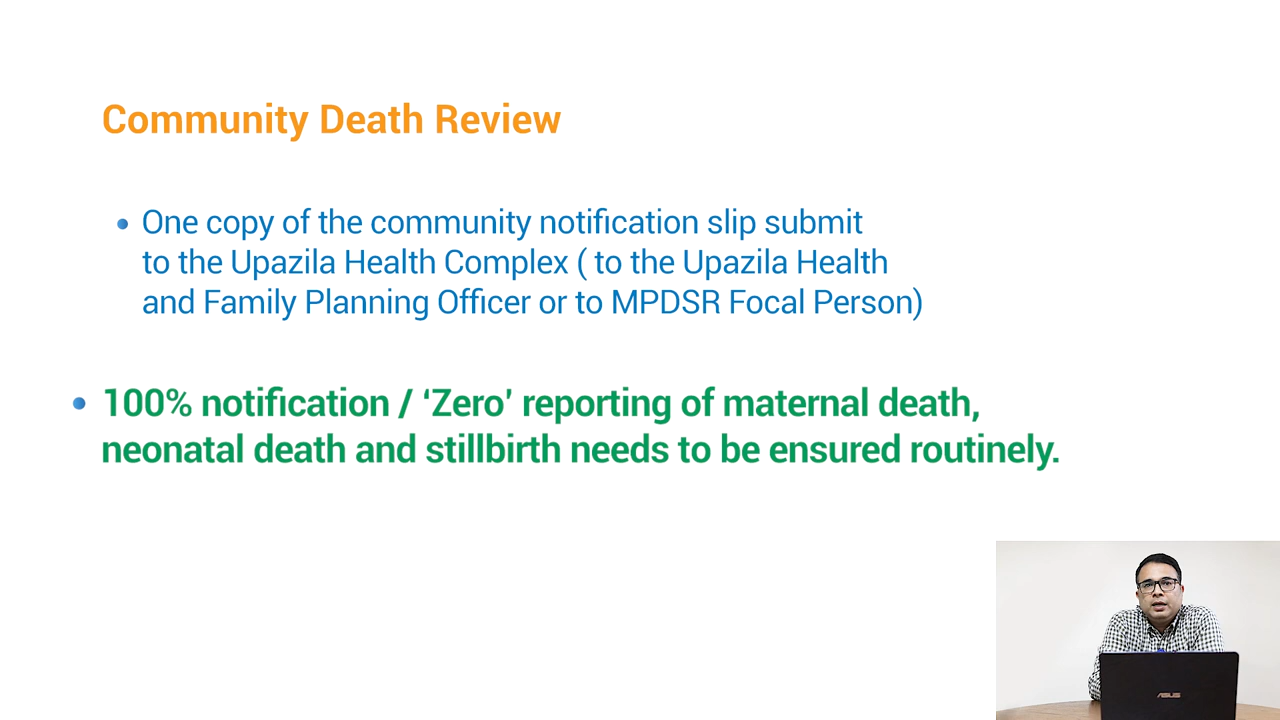 Community Death Review
• One copy of the community notification slip submit
to the Upazila Health Complex ( to the Upazila Health
and Family Planning Officer or to MPDSR Focal Person)
• 100% notification / ‘Zero’ reporting of maternal death,
neonatal death and stillbirth needs to be ensured routinely.
ASUS